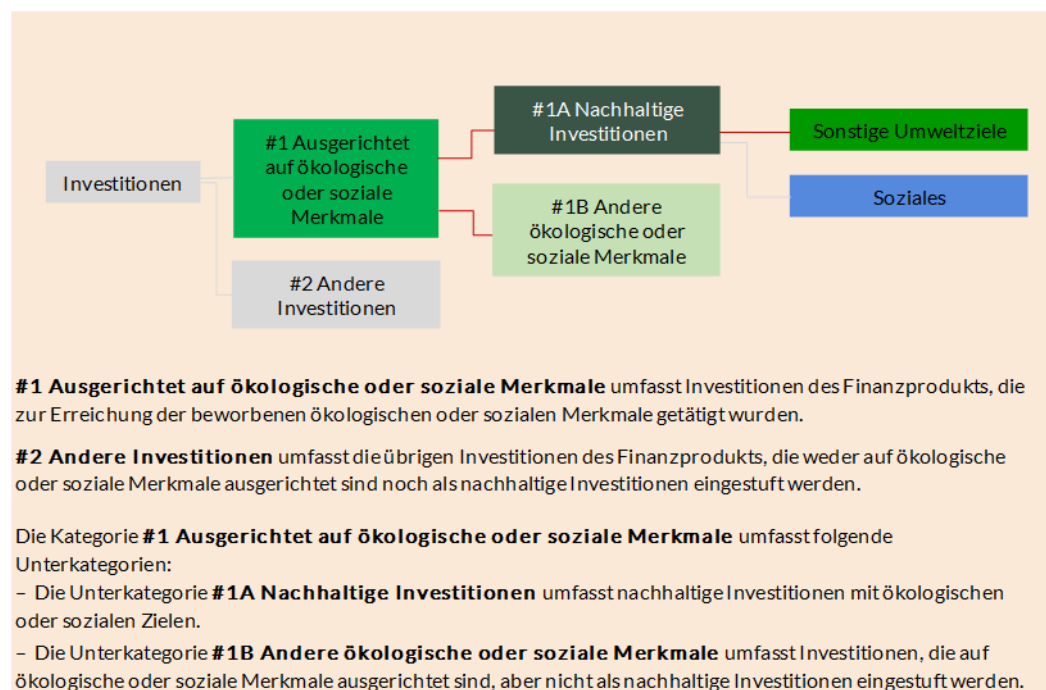 #1A Nachhaltige
Investitionen
Sonstige Umweltziele
#1 Ausgerichtet
auf ökologische
oder soziale
Merkmale
Investitionen
Soziales
#1B Andere
ökologische oder
soziale Merkmale
#2 Andere
Investitionen
#1 Ausgerichtet auf ökologische oder soziale Merkmale umfasst Investitionen des Finanzprodukts, die
zur Erreichung der beworbenen ökologischen oder sozialen Merkmale getätigt wurden.
#2 Andere Investitionen umfasst die übrigen Investitionen des Finanzprodukts, die weder auf ökologische
oder soziale Merkmale ausgerichtet sind noch als nachhaltige Investitionen eingestuft werden.
Die Kategorie #1 Ausgerichtet auf ökologische oder soziale Merkmale umfasst folgende
Unterkategorien:
– Die Unterkategorie #1A Nachhaltige Investitionen umfasst nachhaltige Investitionen mit ökologischen
oder sozialen Zielen.
– Die Unterkategorie #1B Andere ökologische oder soziale Merkmale umfasst Investitionen, die auf
ökologische oder soziale Merkmale ausgerichtet sind, aber nicht als nachhaltige Investitionen eingestuft werden.